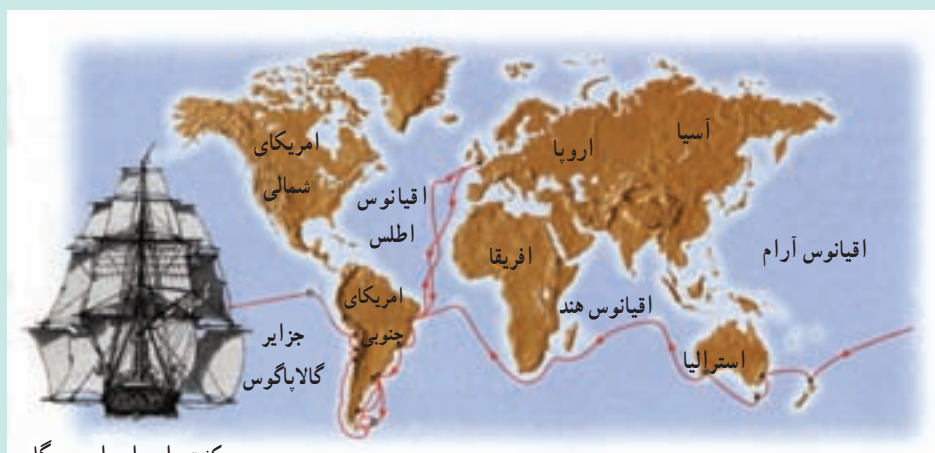 امریکای
شمالی
اقیانوس
اطلس
اروپا
آسیا
افریقا
اقیانوس آرام
امریکای
جنوبی
اقیانوس هند
استرالیا
جزایر
گالاپاگوس